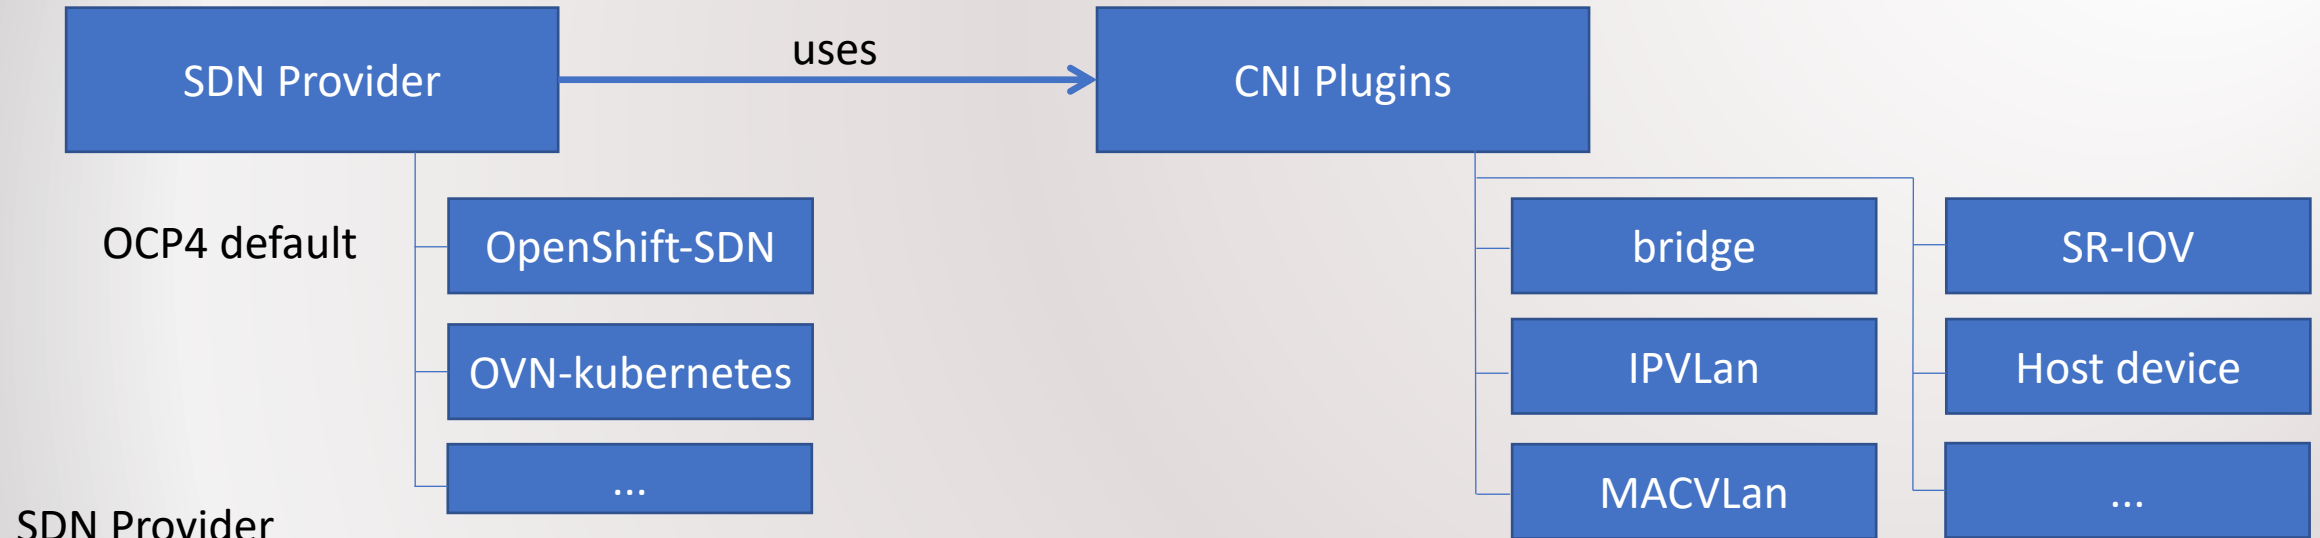 SDN Provider
uses
CNI Plugins
OCP4 default
OpenShift-SDN
bridge
SR-IOV
OVN-kubernetes
IPVLan
Host device
...
MACVLan
...
SDN Provider